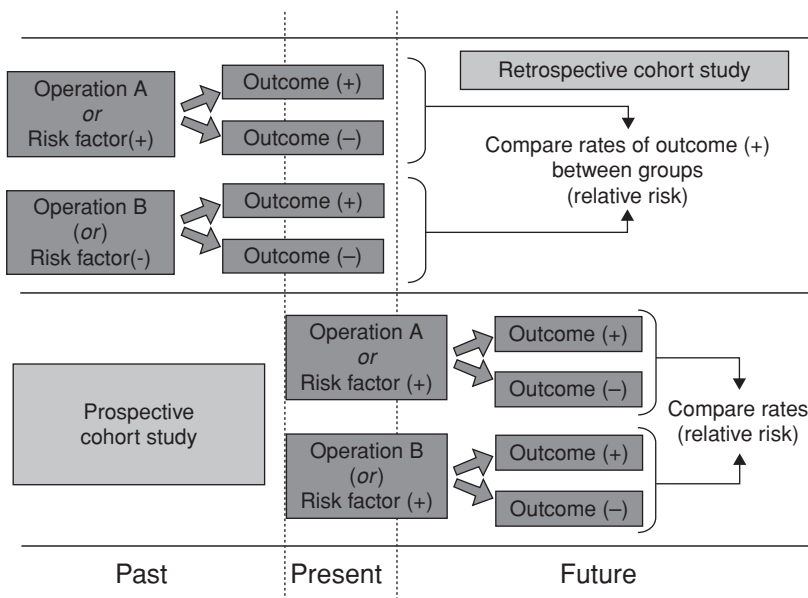 Operation A
or
Risk factor(+)
Outcome (+)
Outcome (–)
Operation B
(or)
Risk factor(-)
Outcome (+)
Outcome (–)
Retrospective cohort study
Compare rates of outcome (+)
between groups
(relative risk)
Prospective
cohort study
Operation A
or
Risk factor (+)
Outcome (+)
Outcome (–)
Operation B
(or)
Risk factor (+)
Outcome (+)
Outcome (–)
Compare rates
(relative risk)
Past
Present
Future